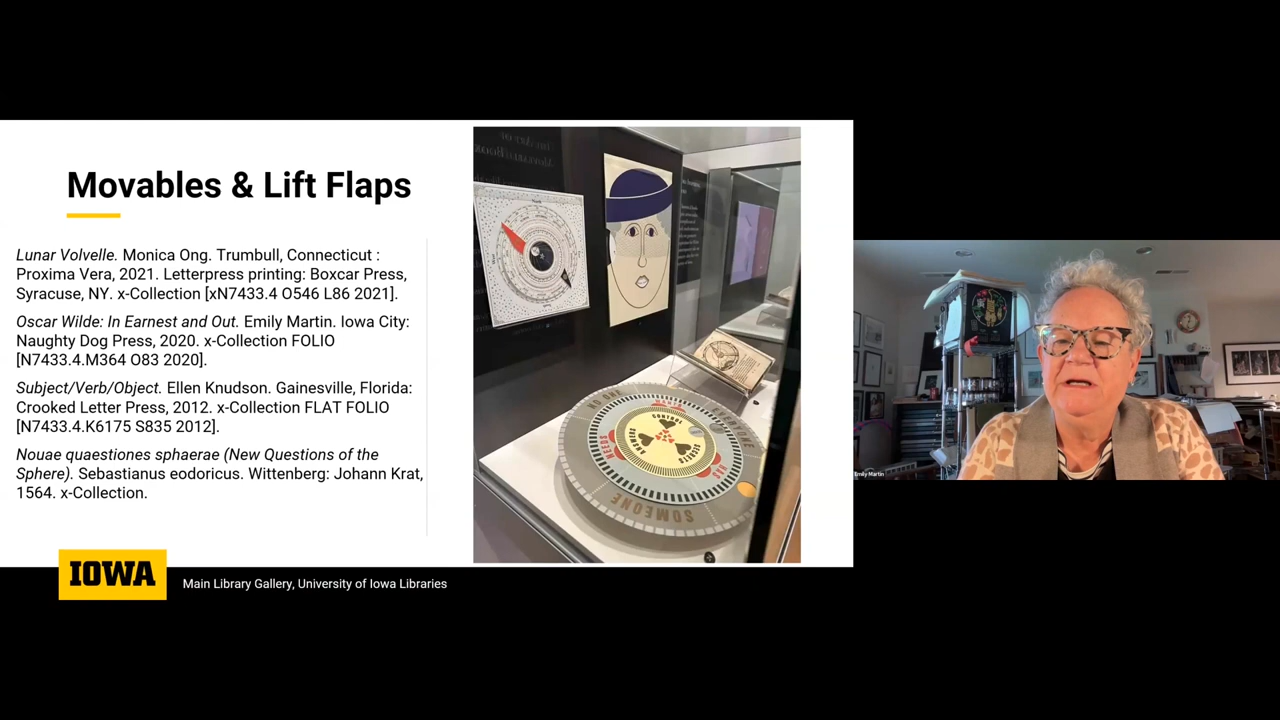 Movables & Lift Flaps
Lunar Volvelle. Monica Ong. Trumbull, Connecticut :
Proxima Vera, 2021. Letterpress printing: Boxcar Press,
Syracuse, NY. x-Collection [xN7433.4 O546 L86 2021].
Oscar Wilde: In Earnest and Out. Emily Martin. Iowa City:
Naughty Dog Press, 2020. x-Collection FOLIO
[N7433.4.M364 O83 2020].
Subject/Verb/Object. Ellen Knudson. Gainesville, Florida:
Crooked Letter Press, 2012. x-Collection FLAT FOLIO
[N7433.4.K6175 S835 2012].
Nouae quaestiones sphaerae (New Questions of the
Sphere). Sebastianus eodoricus. Wittenberg: Johann Krat,
1564. x-Collection.
CONTROL
NEEDS
SOMEONE
IOWA
Main Library Gallery, University of Iowa Libraries
Emily Martin